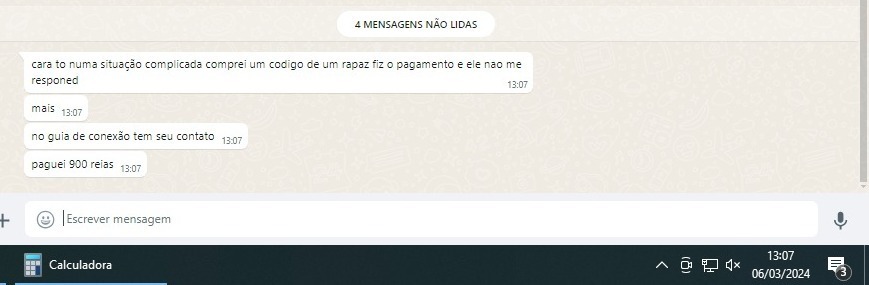 4 MENSAGENS NÃO LIDAS
cara to numa situação complicada comprei um codigo de um rapaz fiz o pagamento e ele nao me
responed
13:07
mais 13:07
no guia de conexão tem seu contato 13:07
paguei 900 reias 13:07
Escrever mensagem
Calculadora
13:07
06/03/2024
3